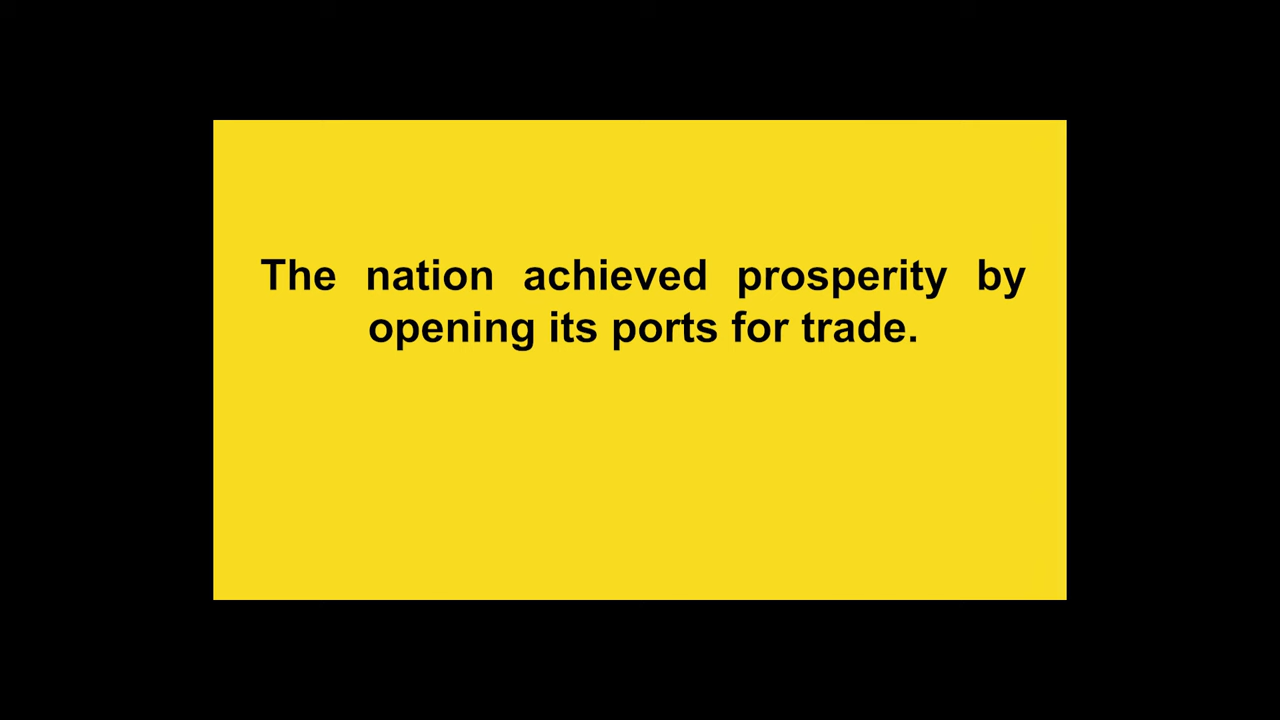 The nation achieved prosperity by
opening its ports for trade.